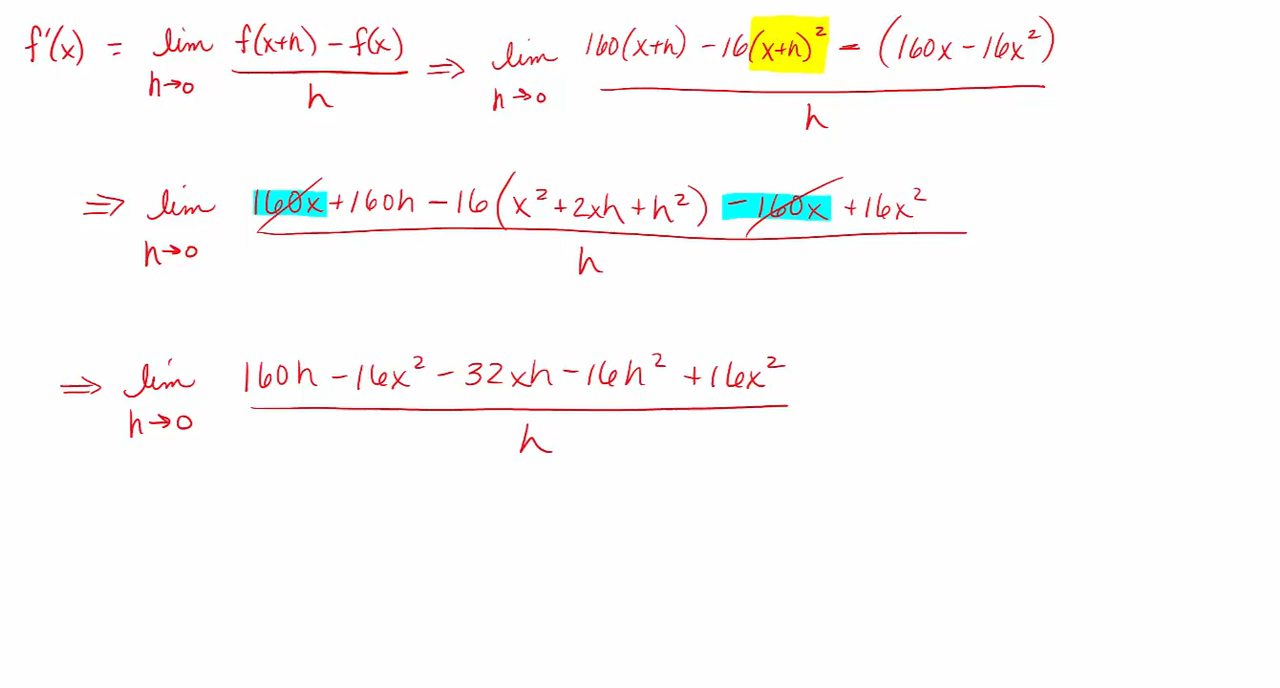 f'(x) = lim h→0 f(x+h) - f(x) / h ⇒ lim h→0 160(x+h) - 16(x+h)² - (160x - 16x²) / h
⇒ lim h→0 160x + 160h - 16(x² + 2xh + h²) - 160x + 16x² / h
⇒ lim h→0 160h - 16x² - 32xh - 16h² + 16x² / h